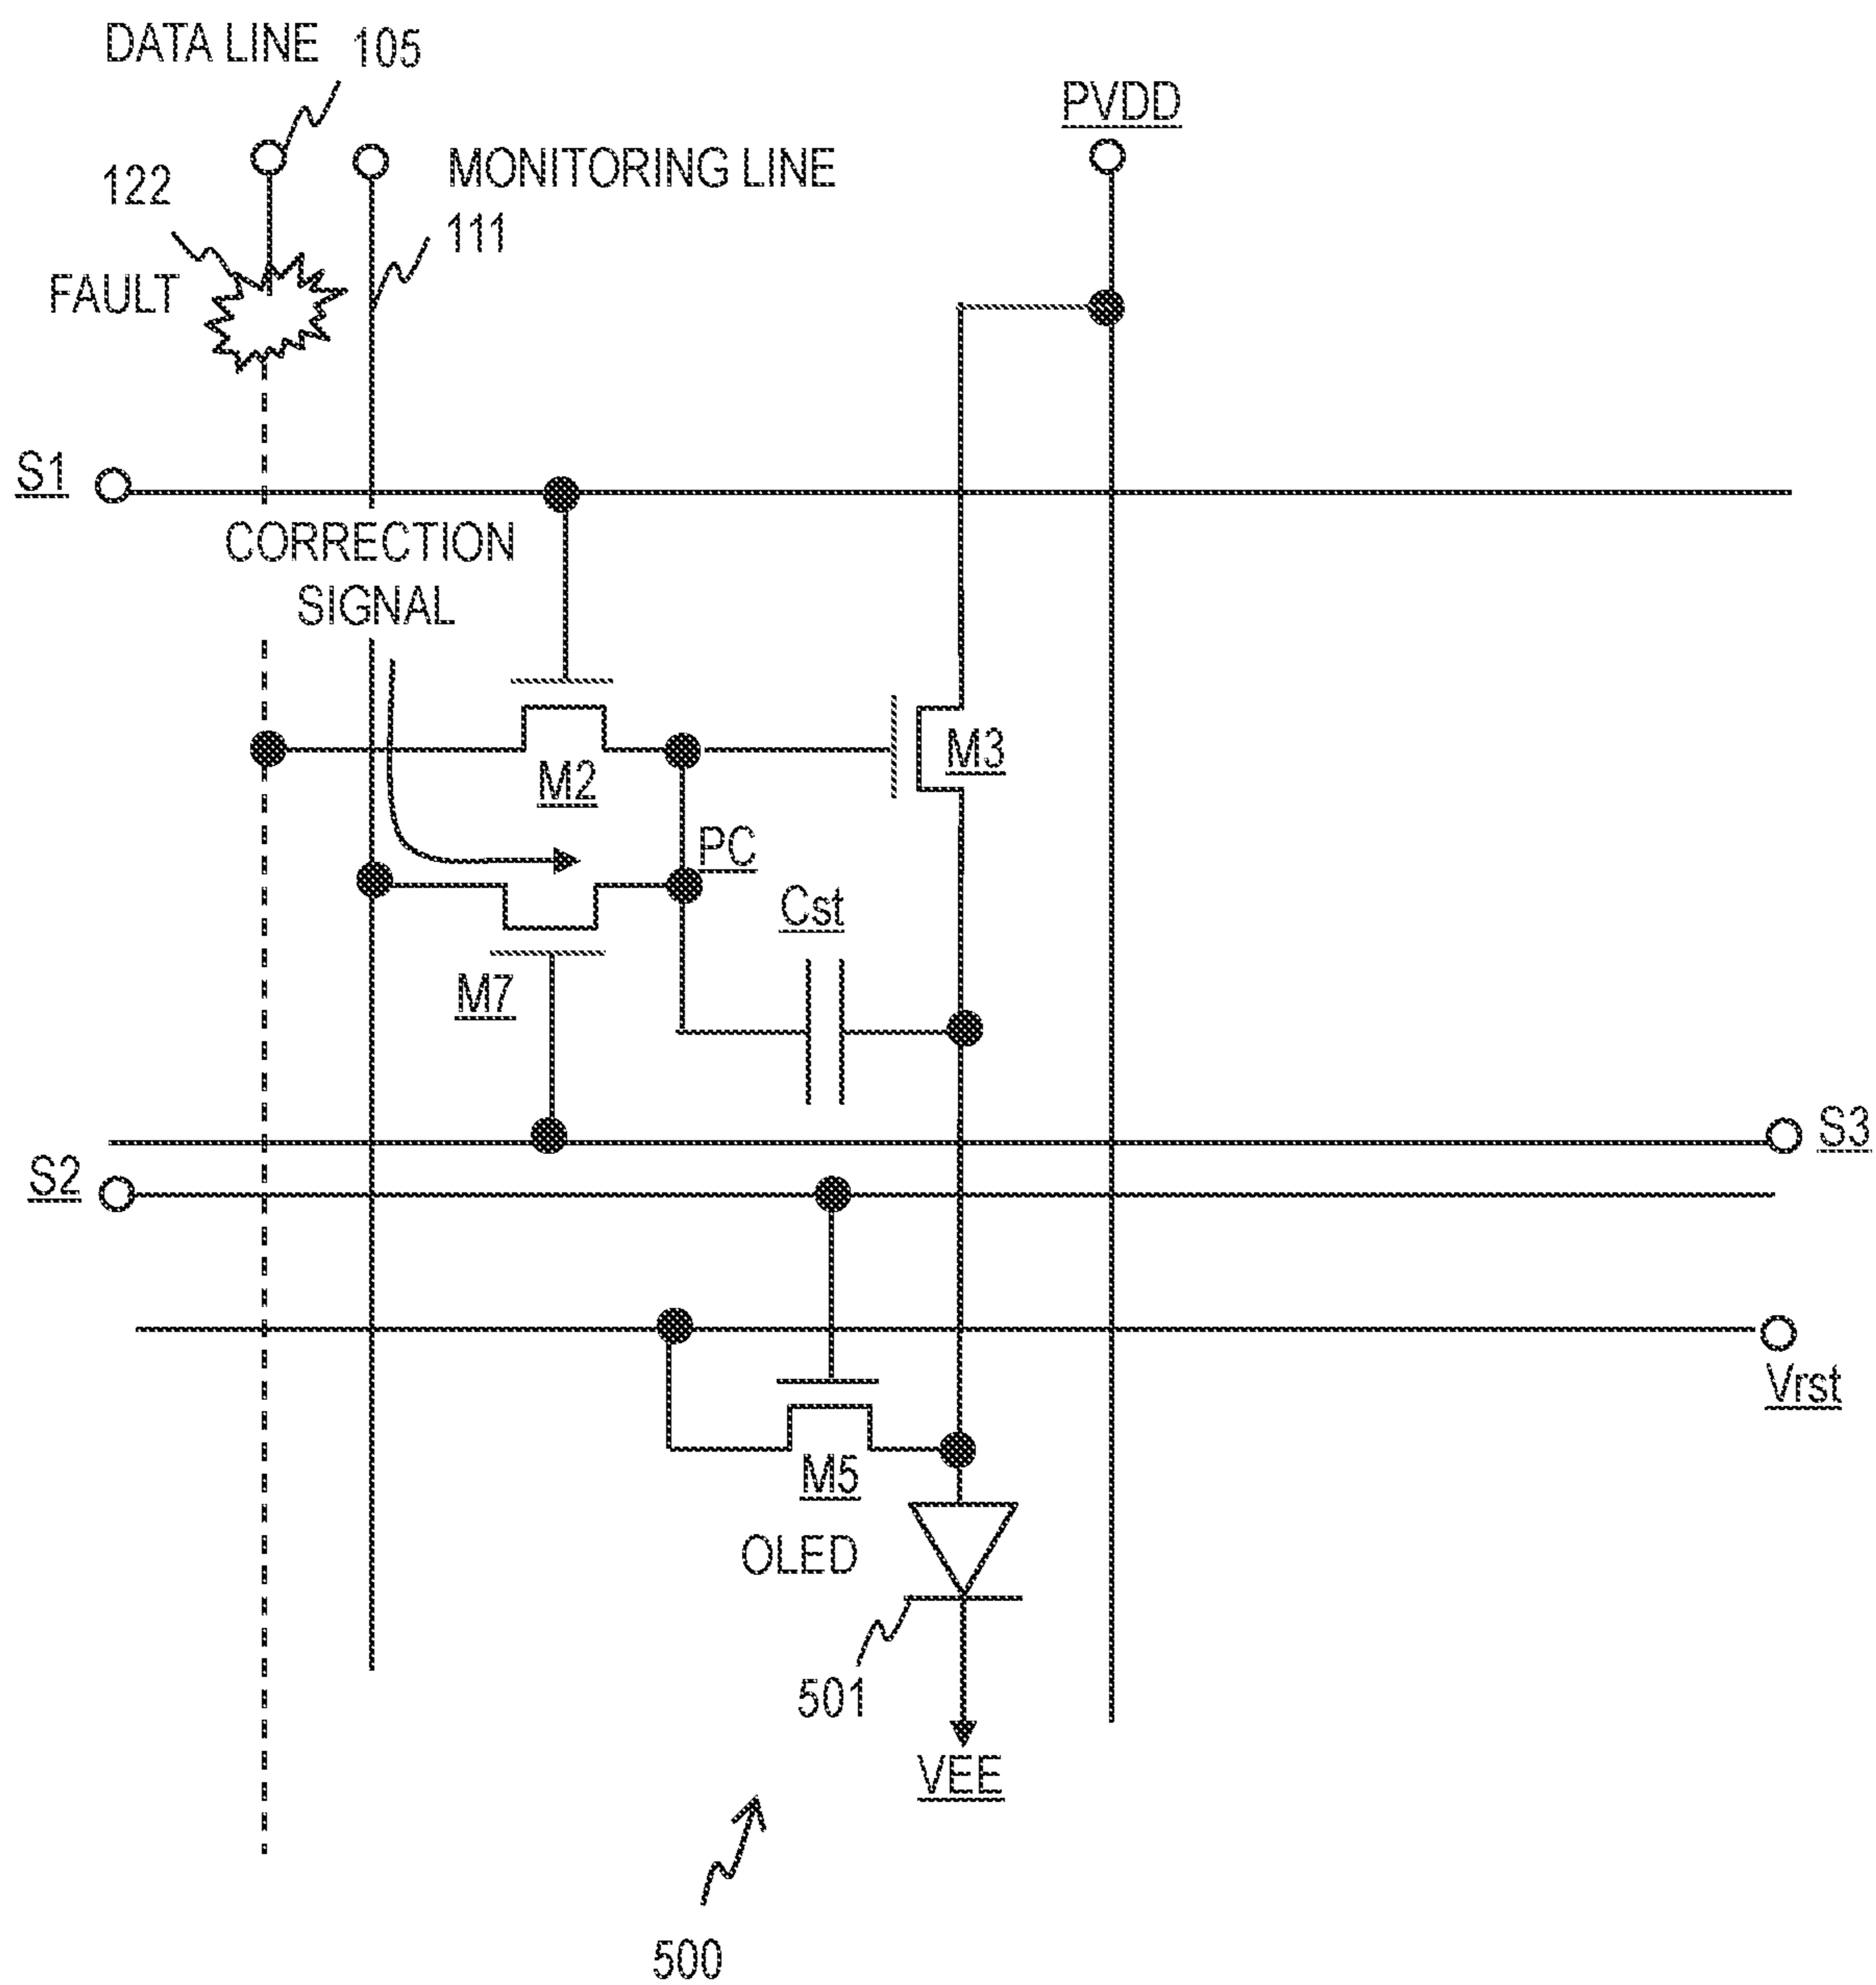 DATA LINE 105
PVDD
122
MONITORING LINE
111
FAULT
S1
CORRECTION
SIGNAL
M2
M3
PC
Cst
M7
S3
S2
Vrst
M5
OLED
501
VEE
500